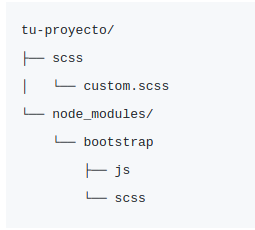 tu-proyecto/
├── scss
│   └── custom.scss
└── node_modules/
    └── bootstrap
        ├── js
        └── scss